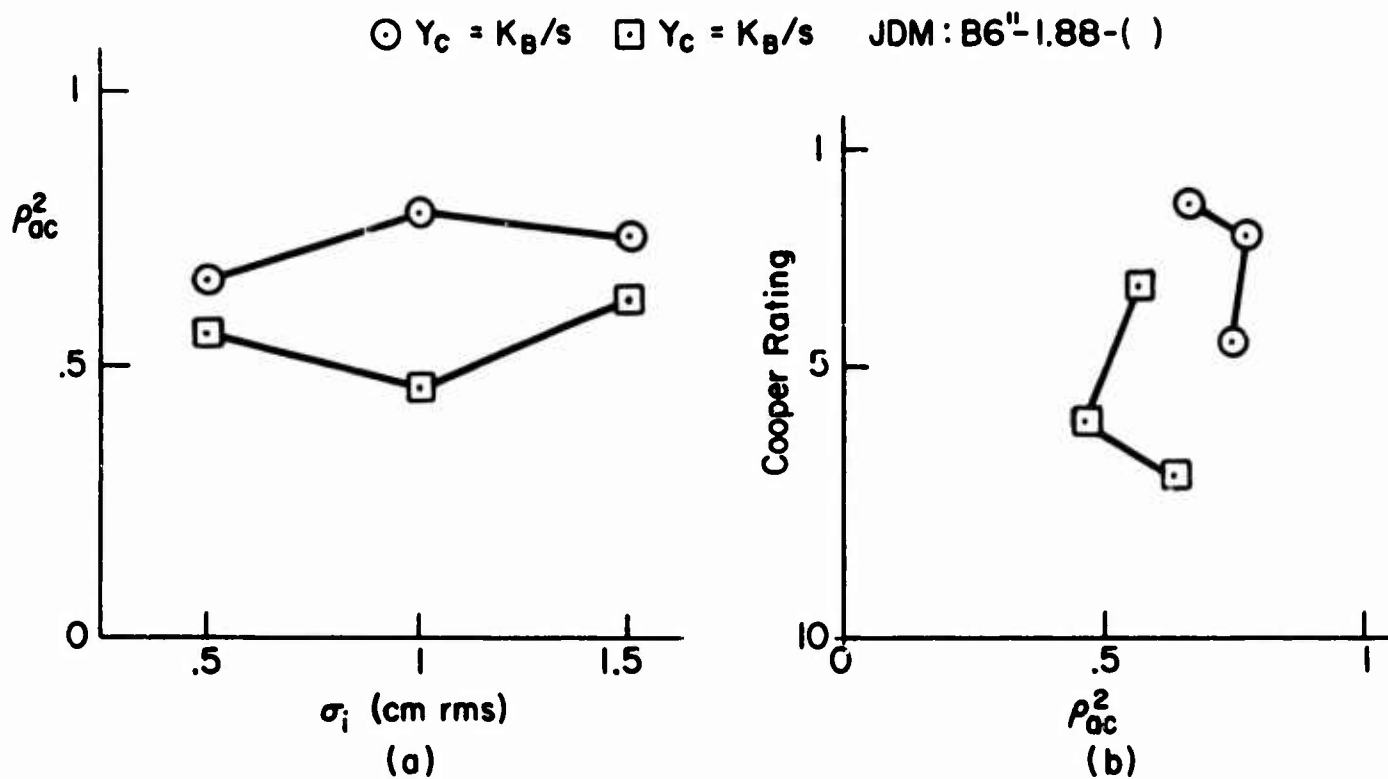 ⊙ Y_C = K_B/s ⊡ Y_C = K_B/s JDM : B6"-1.88-( )
1
ρ²_ac
.5
0
.5 1 1.5
σ_i (cm rms)
(a)
1
Cooper Rating
5
10
0 .5 1
ρ²_ac
(b)